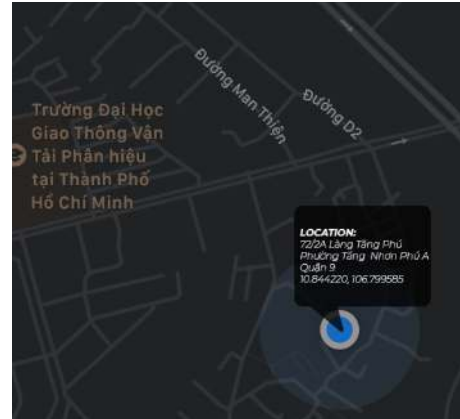 Đường Man Thiện
Đường D2
Trường Đại Học
Giao Thông Vận
Tải Phân hiệu
tại Thành Phố
Hồ Chí Minh
LOCATION:
72/2A Làng Tăng Phú
Phường Tăng Nhơn Phú A
Quận 9
10.844220, 106.799585